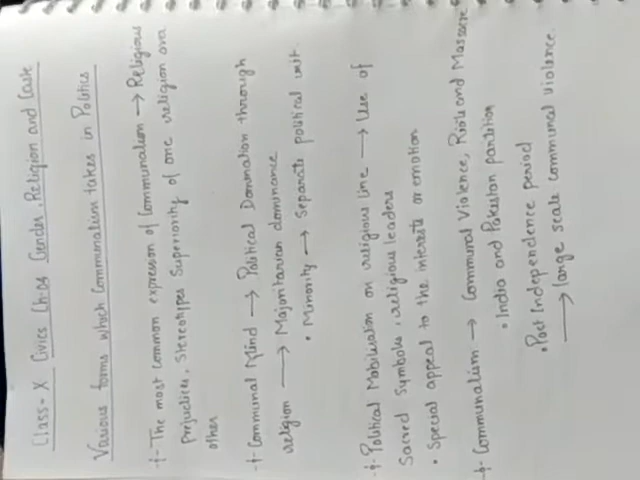 Class-X Civics Ch:03 Gender, Religion and Caste
Various forms which Communalism takes in Politics
-|- The most common expression of Communalism → Religious
Prejudices, Stereotypes Superiority of one religion over
other
-|- Communal Mind → Political Domination through
religion → Majoritarian dominance
• Minority → Separate political unit.
-|- Political Mobilisation on religious line → Use of
Sacred Symbols, religious leaders
• Special appeal to the interests or emotion
-|- Communalism → Communal Violence, Riots and Massacre
• India and Pakistan partition
• Post Independence period
→ large scale communal violence.